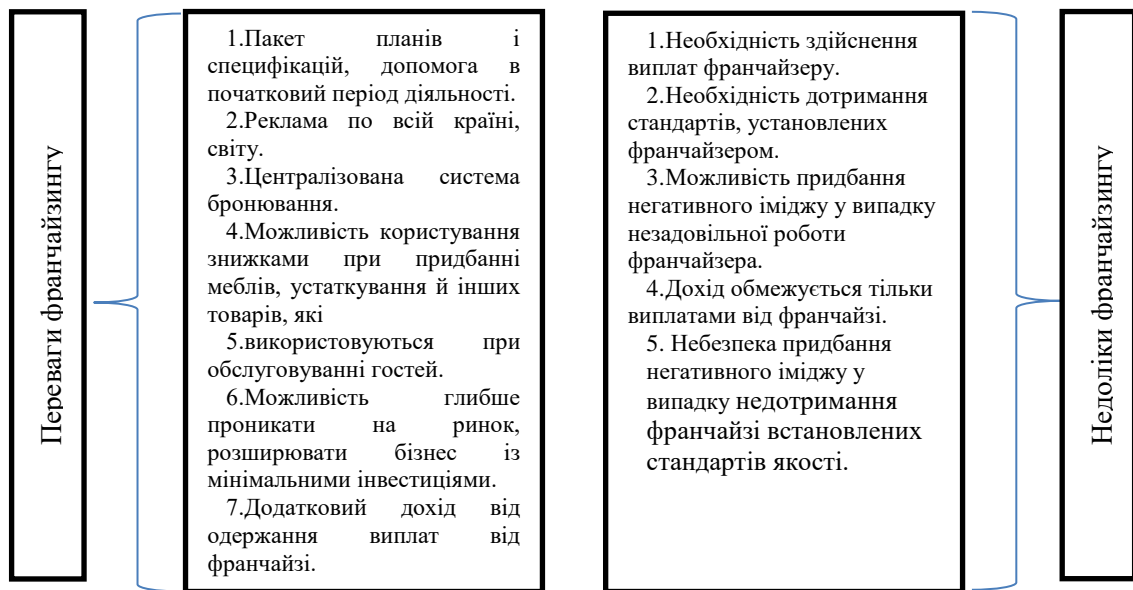 Переваги франчайзингу
1.Пакет планів і
специфікацій, допомога в
початковий період діяльності.
2.Реклама по всій країні,
світу.
3.Централізована система
бронювання.
4.Можливість користування
знижками при придбанні
меблів, устаткування й інших
товарів, які
5.використовуються при
обслуговуванні гостей.
6.Можливість глибше
проникати на ринок,
розширювати бізнес із
мінімальними інвестиціями.
7.Додатковий дохід від
одержання виплат від
франчайзі.
1.Необхідність здійснення
виплат франчайзеру.
2.Необхідність дотримання
стандартів, установлених
франчайзером.
3.Можливість придбання
негативного іміджу у випадку
незадовільної роботи
франчайзера.
4.Дохід обмежується тільки
виплатами від франчайзі.
5. Небезпека придбання
негативного іміджу у
випадку недотримання
франчайзі встановлених
стандартів якості.
Недоліки франчайзингу